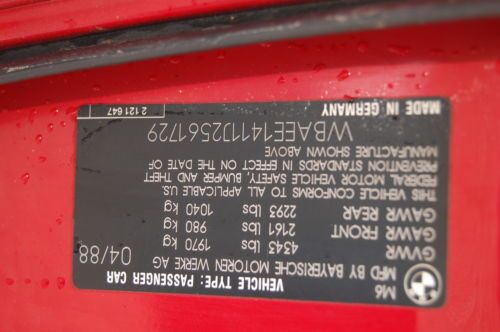 VEHICLE TYPE: PASSENGER CAR
M6 MFD BY BAYERISCHE MOTOREN WERKE AG
GVWR 4343 lbs 1970 kg 04/88
GAWR FRONT 2161 lbs 980 kg
GAWR REAR 2293 lbs 1040 kg
THIS VEHICLE CONFORMS TO ALL APPLICABLE U.S.
FEDERAL MOTOR VEHICLE SAFETY, BUMPER AND THEFT
PREVENTION STANDARDS IN EFFECT ON THE DATE OF
MANUFACTURE SHOWN ABOVE
WBAEE1411J2561729
MADE IN GERMANY 2 121 647